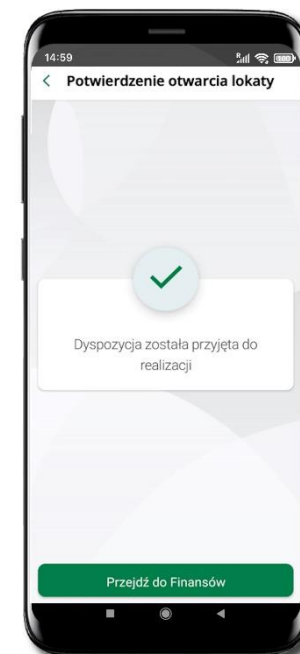 14:59
Potwierdzenie otwarcia lokaty
Dyspozycja została przyjęta do
realizacji
Przejdź do Finansów